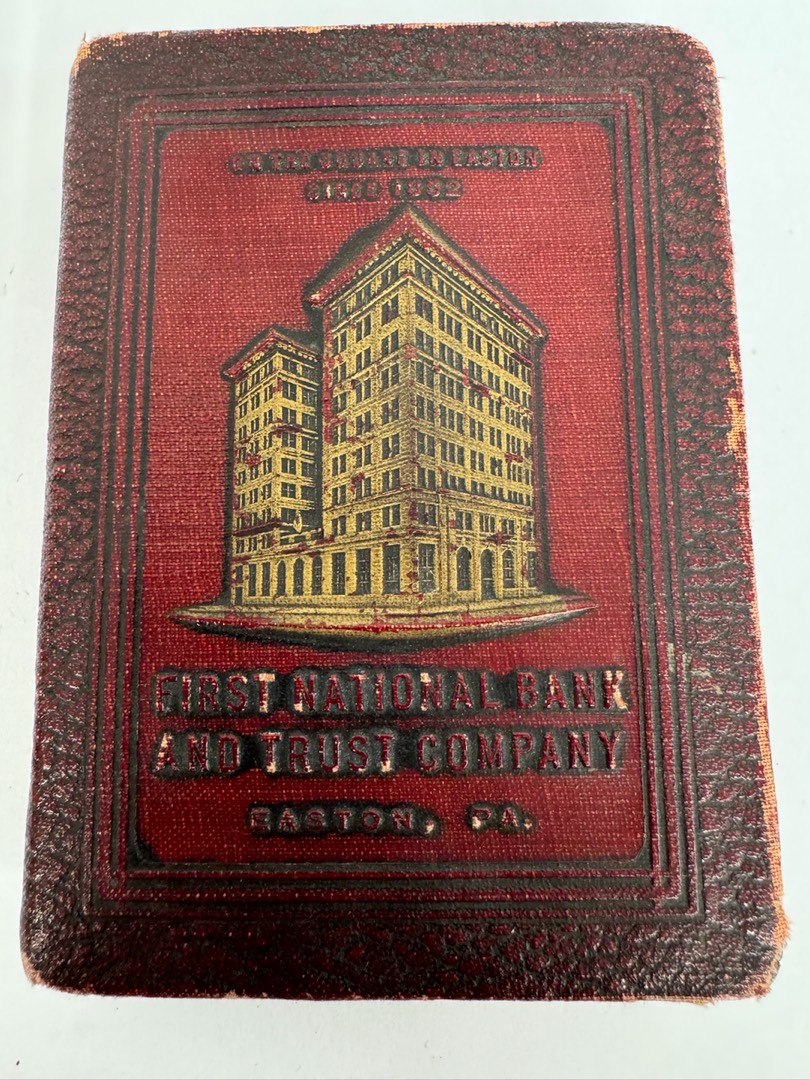 ON THE SQUARE IN EASTON
SINCE 1852
FIRST NATIONAL BANK
AND TRUST COMPANY
EASTON, PA.